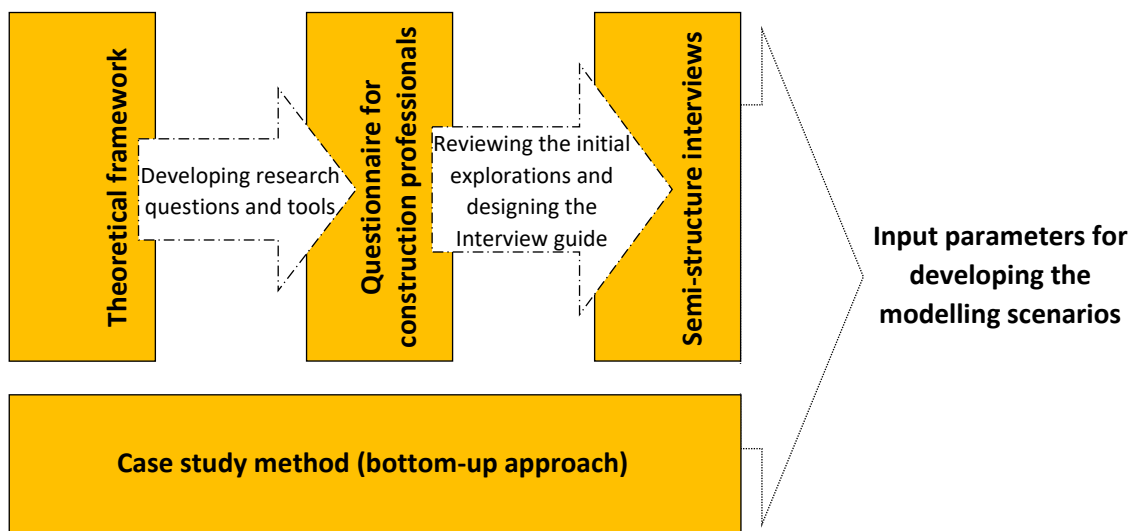 Theoretical framework
Developing research
questions and tools
Questionnaire for
construction professionals
Reviewing the initial
explorations and
designing the
Interview guide
Semi-structure interviews
Input parameters for
developing the
modelling scenarios
Case study method (bottom-up approach)